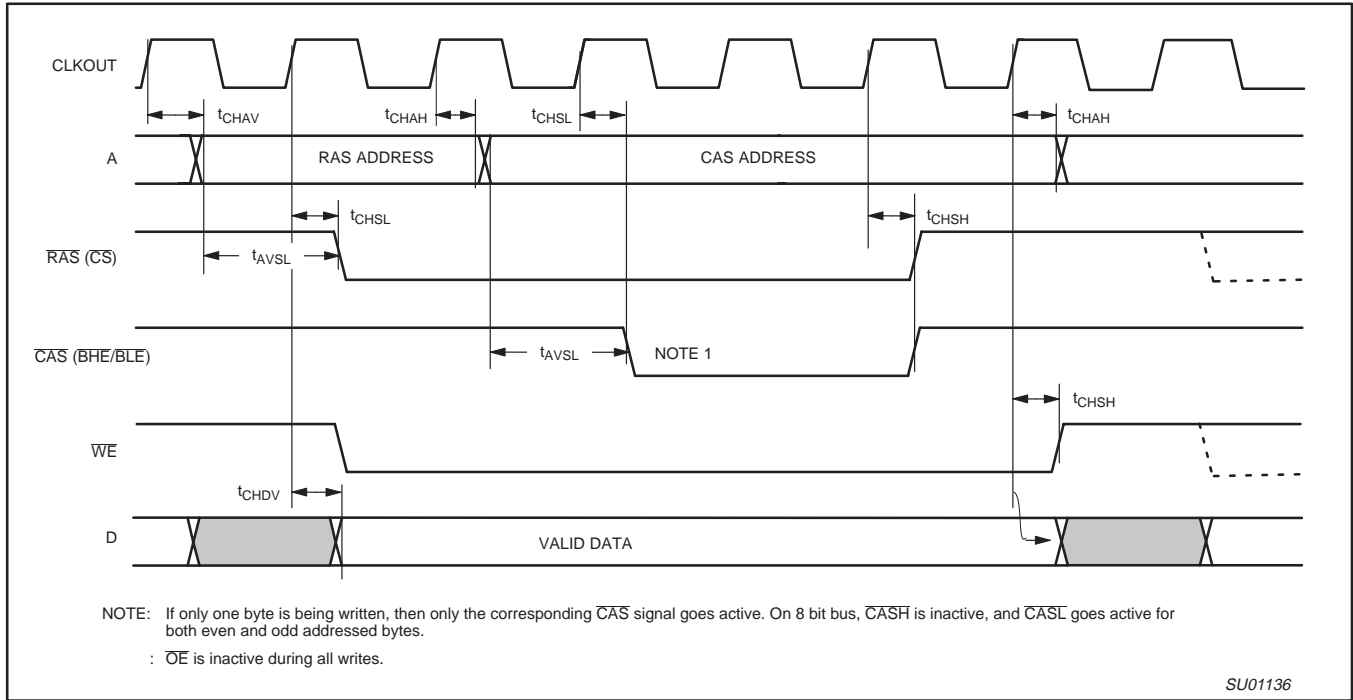 CLKOUT
tCHAV
tCHAH
tCHSL
tCHAH
A
RAS ADDRESS
CAS ADDRESS
tCHSL
tCHSH
RAS (CS)
tAVSL
CAS (BHE/BLE)
tAVSL
NOTE 1
tCHSH
WE
tCHDV
D
VALID DATA
NOTE: If only one byte is being written, then only the corresponding CAS signal goes active. On 8 bit bus, CASH is inactive, and CASL goes active for
both even and odd addressed bytes.
: OE is inactive during all writes.
SU01136